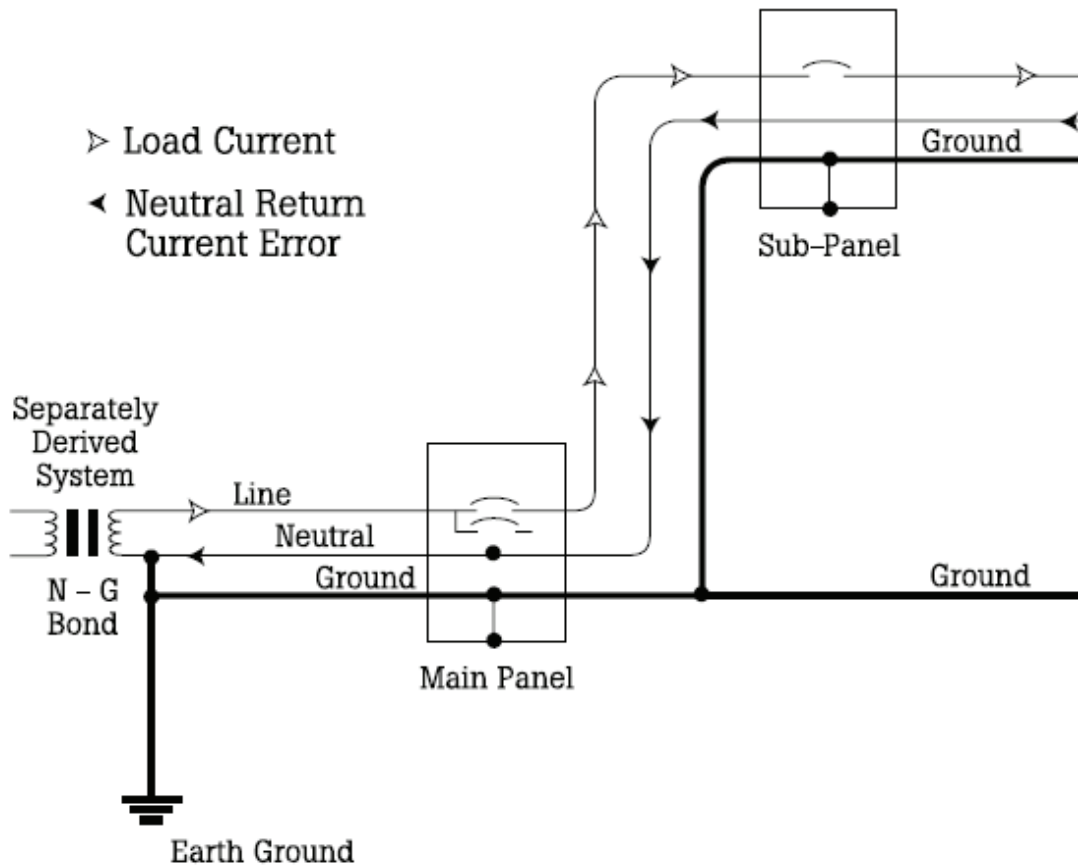 Load Current
Neutral Return
Current Error
Ground
Sub-Panel
Separately
Derived
System
Line
Neutral
Ground
N - G
Bond
Ground
Main Panel
Earth Ground